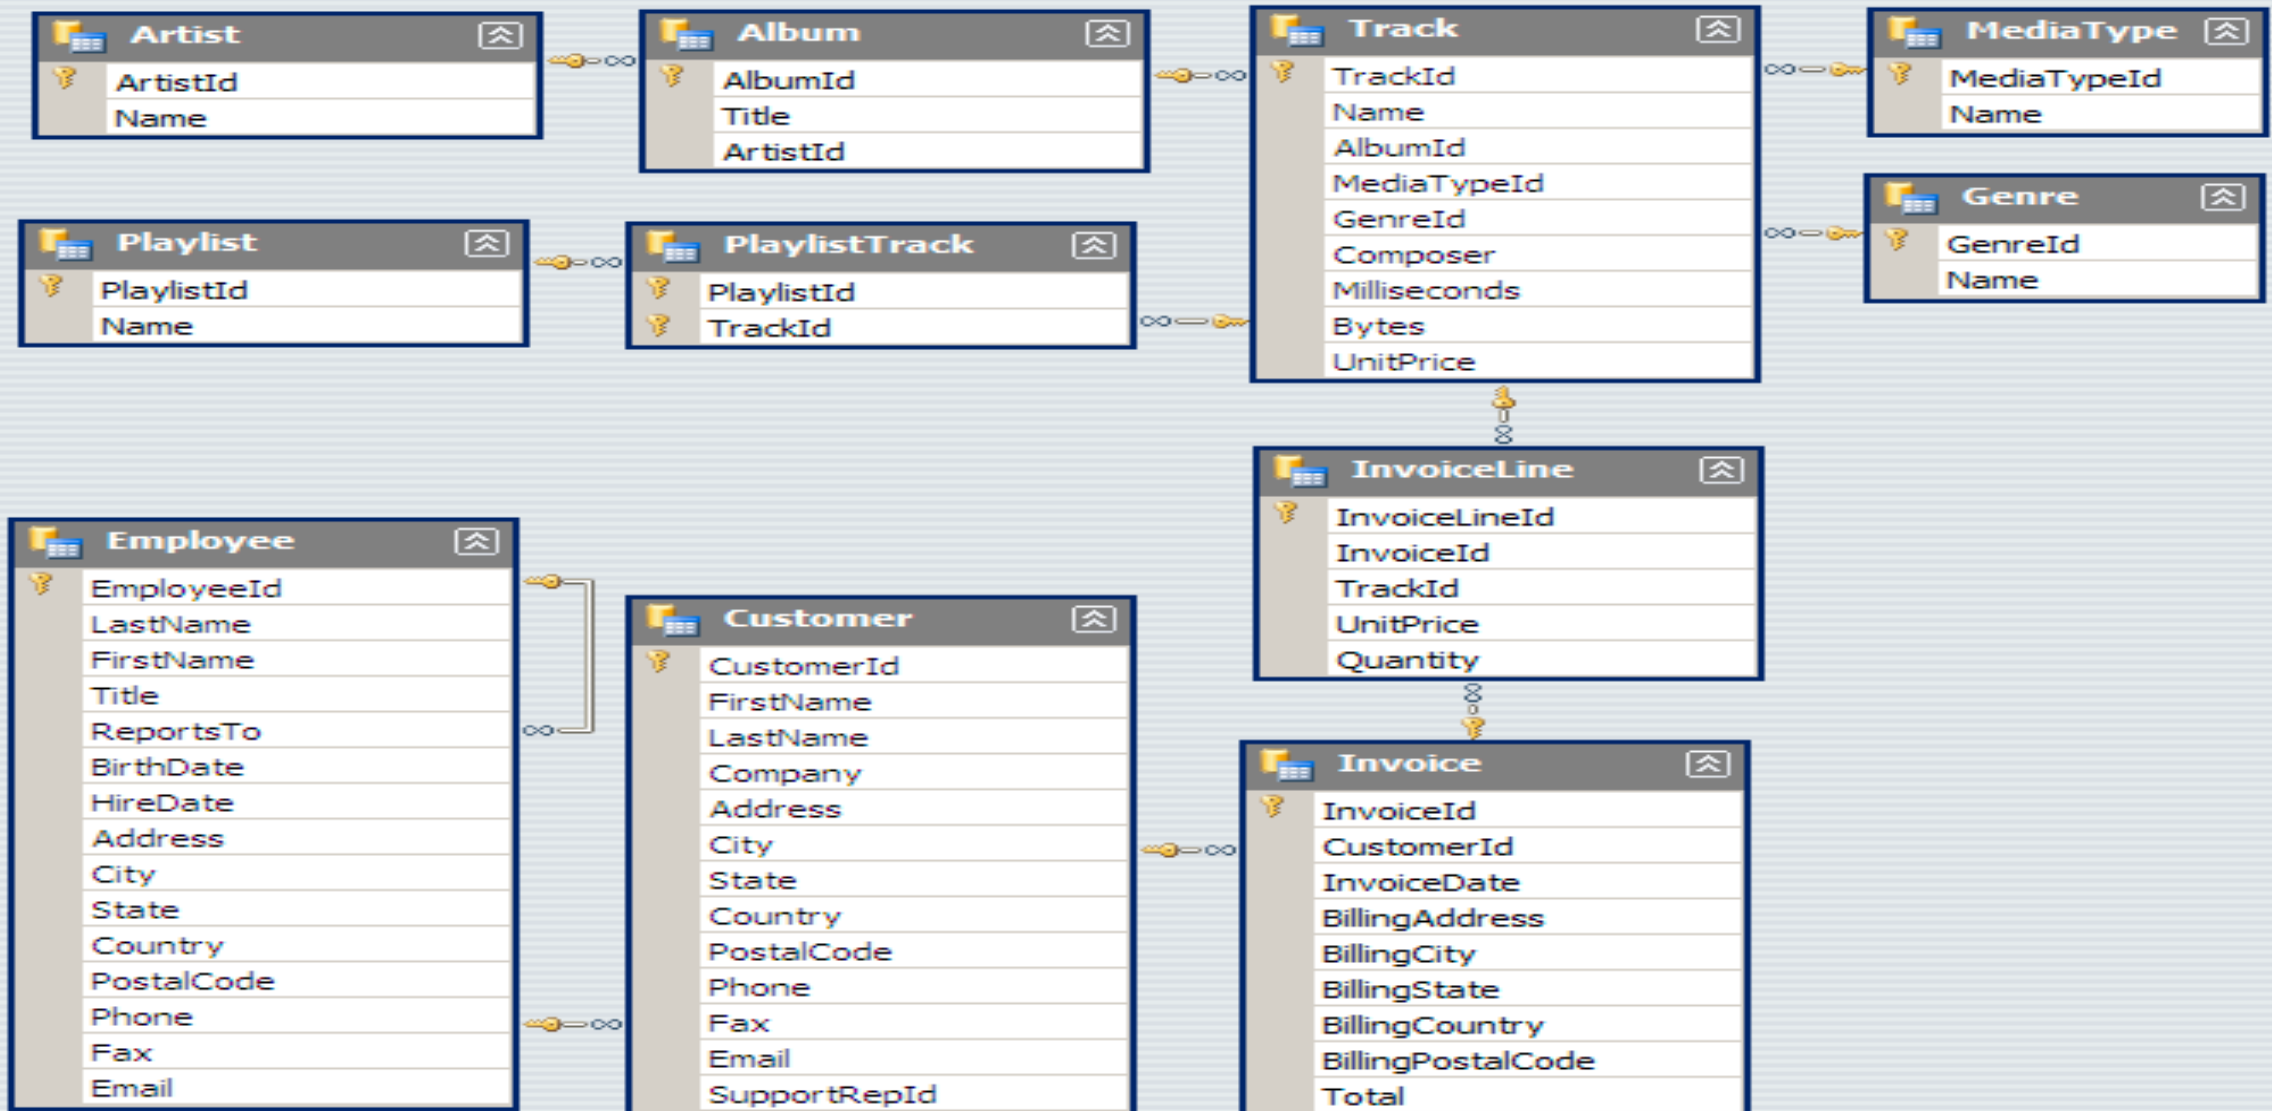 Artist
ArtistId
Name
Album
AlbumId
Title
ArtistId
Track
TrackId
Name
AlbumId
MediaTypeId
GenreId
Composer
Milliseconds
Bytes
UnitPrice
MediaType
MediaTypeId
Name
Genre
GenreId
Name
Playlist
PlaylistId
Name
PlaylistTrack
PlaylistId
TrackId
InvoiceLine
InvoiceLineId
InvoiceId
TrackId
UnitPrice
Quantity
Employee
EmployeeId
LastName
FirstName
Title
ReportsTo
BirthDate
HireDate
Address
City
State
Country
PostalCode
Phone
Fax
Email
Customer
CustomerId
FirstName
LastName
Company
Address
City
State
Country
PostalCode
Phone
Fax
Email
SupportRepId
Invoice
InvoiceId
CustomerId
InvoiceDate
BillingAddress
BillingCity
BillingState
BillingCountry
BillingPostalCode
Total